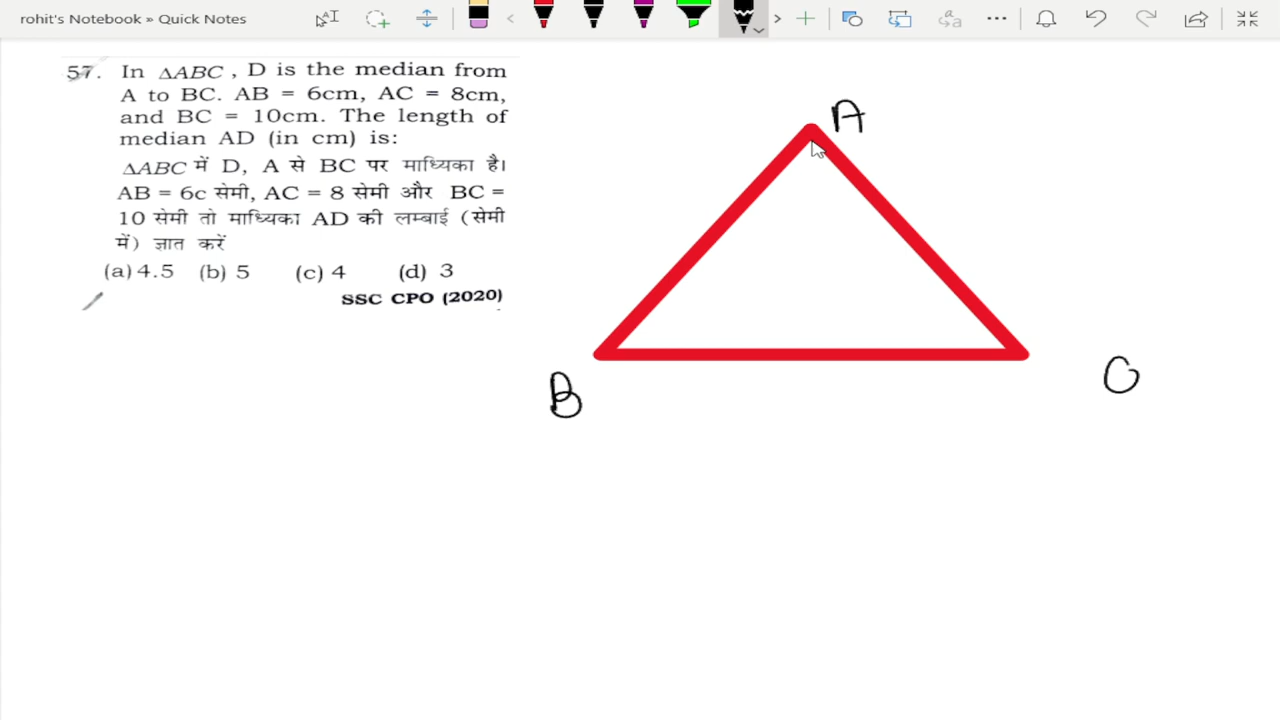 rohit's Notebook » Quick Notes
57. In ΔABC, D is the median from
A to BC. AB = 6cm, AC = 8cm,
and BC = 10cm. The length of
median AD (in cm) is:
ΔABC में D, A से BC पर माध्यिका है।
AB = 6c सेमी, AC = 8 सेमी और BC =
10 सेमी तो माध्यिका AD की लम्बाई (सेमी
में) ज्ञात करें
(a) 4.5 (b) 5 (c) 4 (d) 3
SSC CPO (2020)
A
B
C